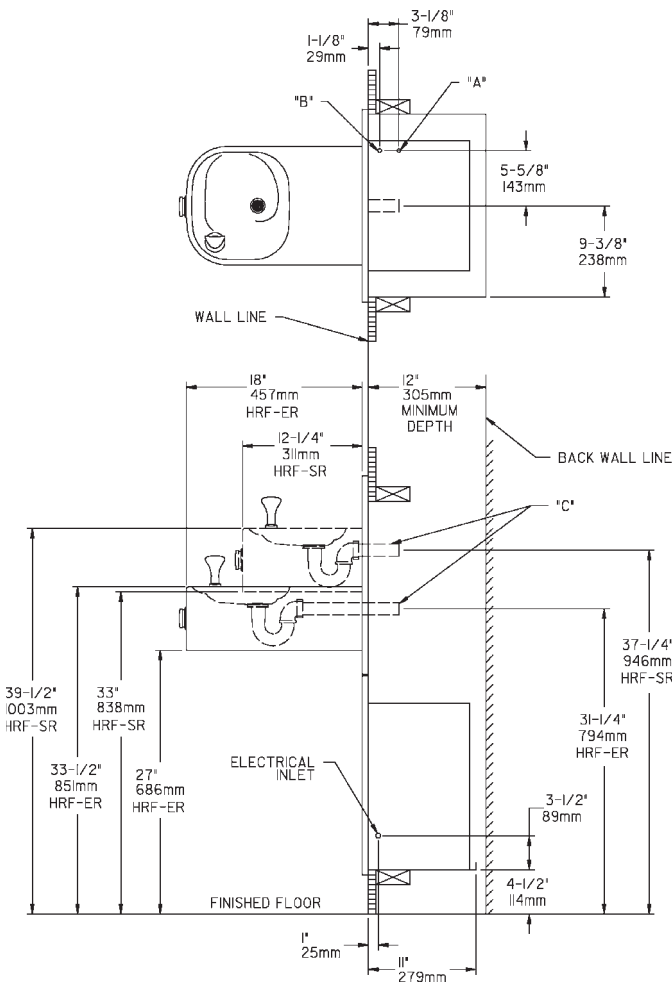 3-1/8"
79mm
1-1/8"
29mm
"B"
"A"
5-5/8"
143mm
9-3/8"
238mm
WALL LINE
18"
457mm
HRF-ER
12"
305mm
MINIMUM
DEPTH
12-1/4"
311mm
HRF-SR
BACK WALL LINE
"C"
37-1/4"
946mm
HRF-SR
39-1/2"
1003mm
HRF-SR
33"
838mm
HRF-SR
31-1/4"
794mm
HRF-ER
33-1/2"
851mm
HRF-ER
27"
686mm
HRF-ER
ELECTRICAL
INLET
3-1/2"
89mm
4-1/2'
114mm
FINISHED FLOOR
1"
25mm
11"
279mm